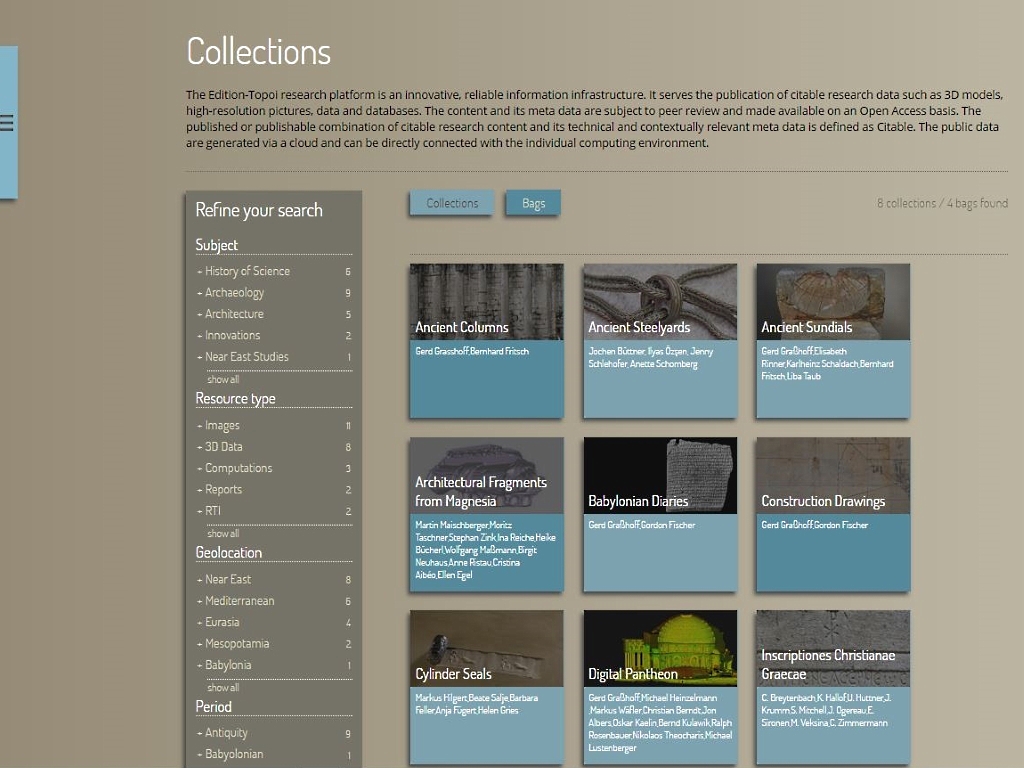 Collections
The Edition-Topoi research platform is an innovative, reliable information infrastructure. It serves the publication of citable research data such as 3D models,
high-resolution pictures, data and databases. The content and its meta data are subject to peer review and made available on an Open Access basis. The
published or publishable combination of citable research content and its technical and contextually relevant meta data is defined as Citable. The public data
are generated via a cloud and can be directly connected with the individual computing environment.
Refine your search
Subject
+ History of Science 6
+ Archaeology 9
+ Architecture 5
+ Innovations 2
+ Near East Studies 1
show all
Resource type
+ Images 11
+ 3D Data 8
+ Computations 3
+ Reports 2
+ RTI 2
show all
Geolocation
+ Near East 8
+ Mediterranean 6
+ Eurasia 4
+ Mesopotamia 2
+ Babylonia 1
show all
Period
+ Antiquity 9
+ Babyolonian 1
Collections Bags 8 collections / 4 bags found
Ancient Columns
Gerd Grasshoff,Bernhard Fritsch
Ancient Steelyards
Jochen Büttner, Ilyas Özşen, Jenny
Schlehofer, Anette Schomberg
Ancient Sundials
Gerd Graßhoff,Elisabeth
Rinner,Karlheinz Schaldach,Bernhard
Fritsch,Liba Taub
Architectural Fragments
from Magnesia
Martin Maischberger,Moritz
Taschner,Stephan Zink,Ina Reiche,Heike
Bücherl,Wolfgang Maßmann,Birgit
Neuhaus,Anne Ristau,Cristina
Aibéo,Ellen Egel
Babylonian Diaries
Gerd Graßhoff,Gordon Fischer
Construction Drawings
Gerd Graßhoff,Gordon Fischer
Cylinder Seals
Markus Hilgert,Beate Salje,Barbara
Feller,Anja Fügert,Helen Gries
Digital Pantheon
Gerd Graßhoff,Michael Heinzelmann
,Markus Wäfler,Christian Berndt,Jon
Albers,Oskar Kaelin,Bernd Kulawik,Ralph
Rosenbauer,Nikolaos Theocharis,Michael
Lustenberger
Inscriptiones Christianae
Graecae
C. Breytenbach,K. Hallof,U. Huttner,J.
Krumm,S. Mitchell,J. Ogereau,E.
Sironen,M. Veksina,C. Zimmermann